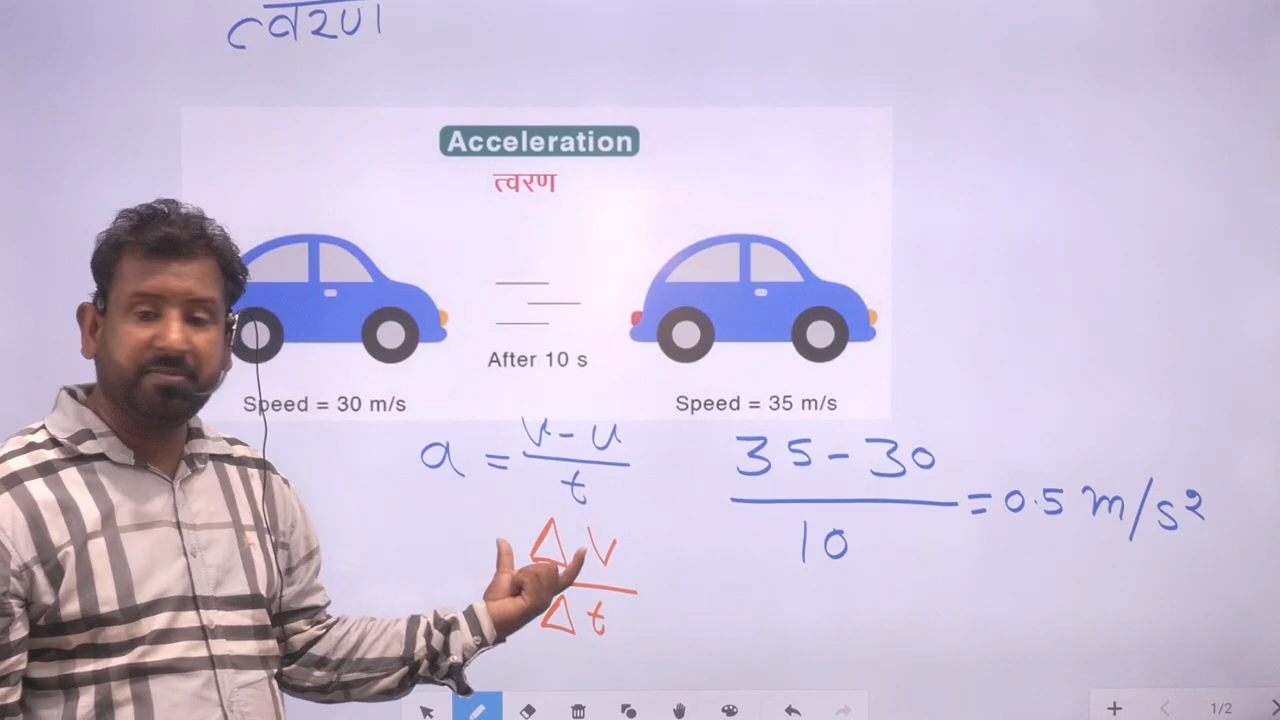 त्वरण
Acceleration
त्वरण
After 10 s
Speed = 30 m/s
Speed = 35 m/s
a = v - u / t
Δv / Δt
35 - 30 / 10 = 0.5 m/s²
1/2